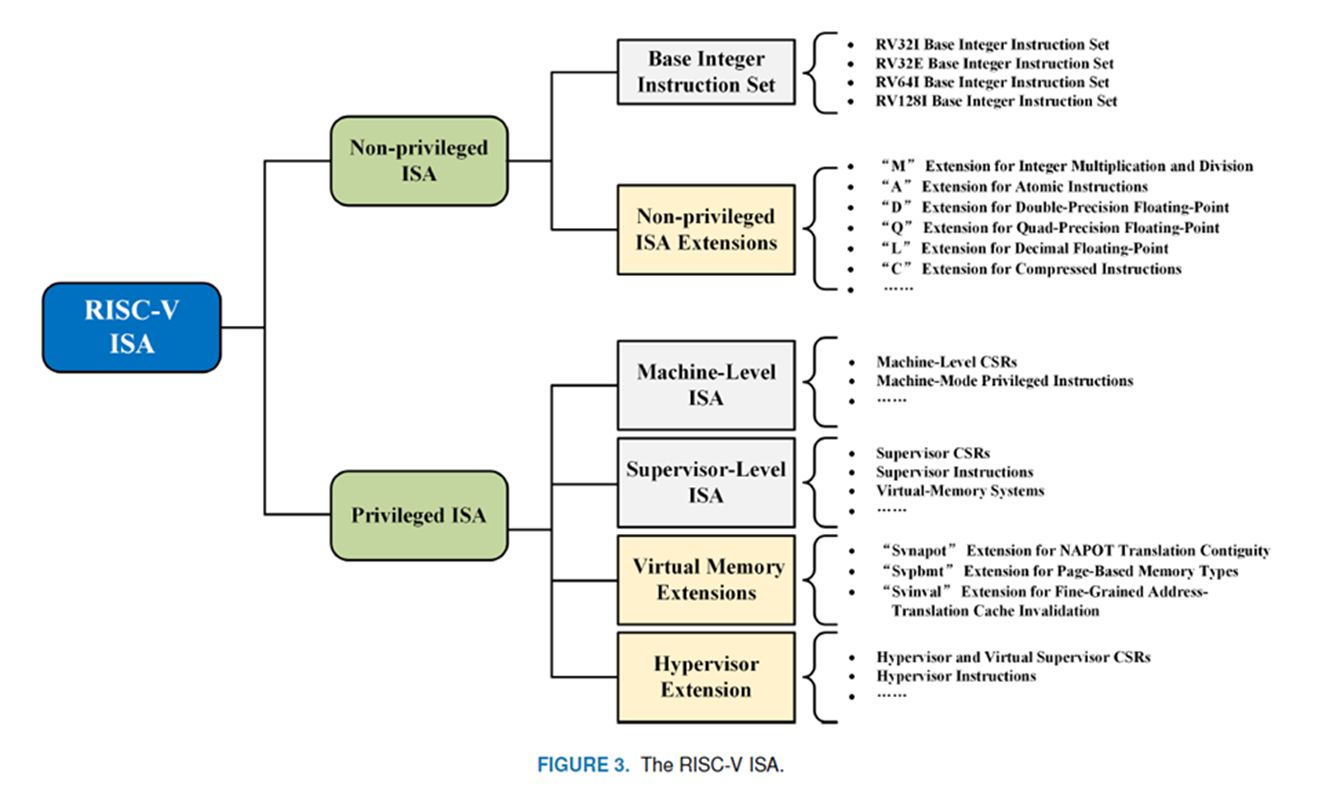 RISC-V
ISA
Non-privileged
ISA
Base Integer
Instruction Set
• RV32I Base Integer Instruction Set
• RV32E Base Integer Instruction Set
• RV64I Base Integer Instruction Set
• RV128I Base Integer Instruction Set
Non-privileged
ISA Extensions
• “M” Extension for Integer Multiplication and Division
• “A” Extension for Atomic Instructions
• “D” Extension for Double-Precision Floating-Point
• “Q” Extension for Quad-Precision Floating-Point
• “L” Extension for Decimal Floating-Point
• “C” Extension for Compressed Instructions
• ……
Privileged ISA
Machine-Level
ISA
• Machine-Level CSRs
• Machine-Mode Privileged Instructions
• ……
Supervisor-Level
ISA
• Supervisor CSRs
• Supervisor Instructions
• Virtual-Memory Systems
• ……
Virtual Memory
Extensions
• “Svnapot” Extension for NAPOT Translation Contiguity
• “Svpbmt” Extension for Page-Based Memory Types
• “Svinval” Extension for Fine-Grained Address-
Translation Cache Invalidation
Hypervisor
Extension
• Hypervisor and Virtual Supervisor CSRs
• Hypervisor Instructions
• ……
FIGURE 3. The RISC-V ISA.